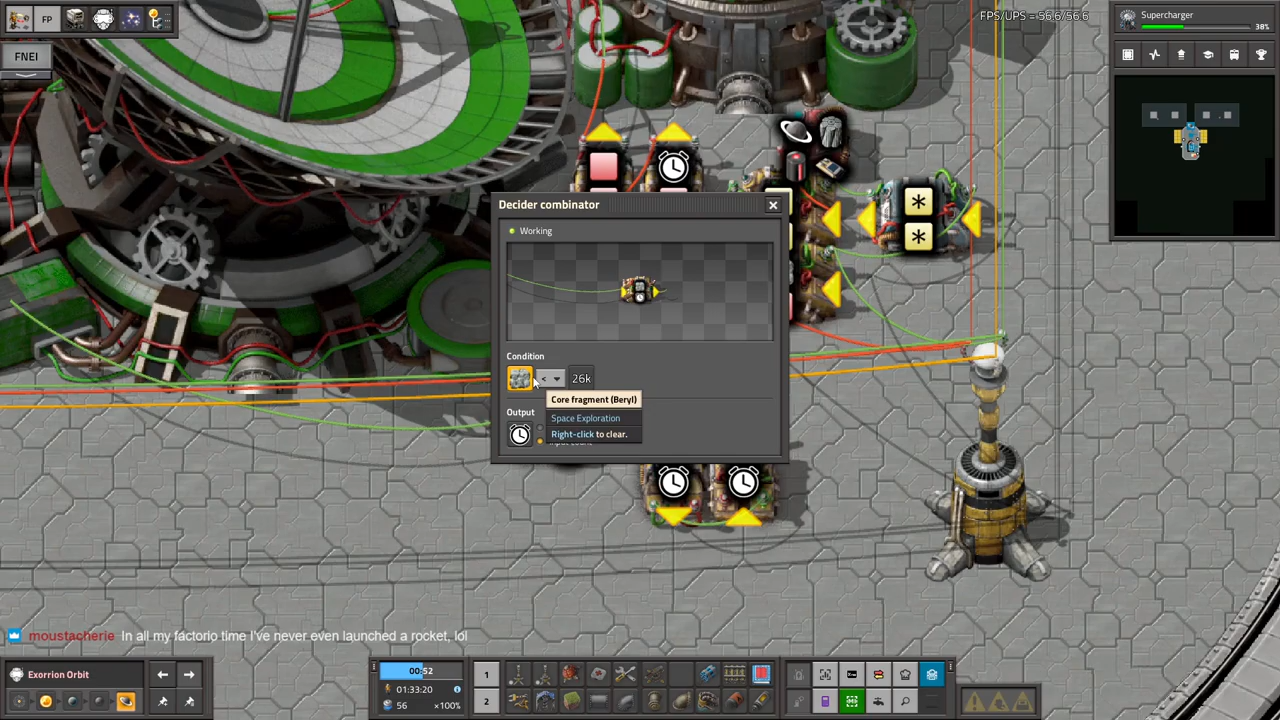 FP
FPS/UPS = 56.6/56.6
Supercharger
38%
FNEI
Decider combinator
Working
Condition
<
26k
Core fragment (Beryl)
Output
Space Exploration
Right-click to clear.
moustacherie In all my factorio time I've never even launched a rocket, lol
Exorrion Orbit
00:52
01:33:20
56
×100%
1
2